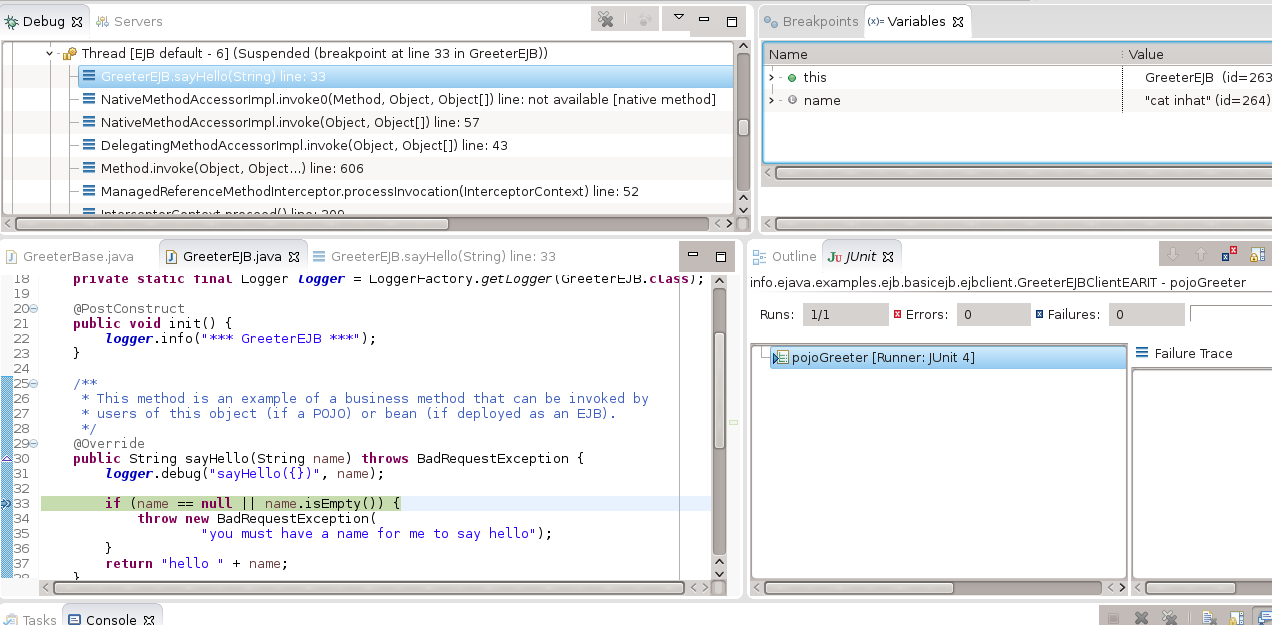 Debug Servers
Thread [EJB default - 6] (Suspended (breakpoint at line 33 in GreeterEJB))
GreeterEJB.sayHello(String) line: 33
NativeMethodAccessorImpl.invoke0(Method, Object, Object[]) line: not available [native method]
NativeMethodAccessorImpl.invoke(Object, Object[]) line: 57
DelegatingMethodAccessorImpl.invoke(Object, Object[]) line: 43
Method.invoke(Object, Object...) line: 606
ManagedReferenceMethodInterceptor.processInvocation(InterceptorContext) line: 52
InterceptorContext.proceed() line:
Breakpoints (x)= Variables
Name Value
this GreeterEJB (id=263
name "cat inhat" (id=264)
GreeterBase.java GreeterEJB.java GreeterEJB.sayHello(String) line: 33
18 private static final Logger logger = LoggerFactory.getLogger(GreeterEJB.class);
19
20 @PostConstruct
21 public void init() {
22 logger.info("*** GreeterEJB ***");
23 }
24
25 /**
26 * This method is an example of a business method that can be invoked by
27 * users of this object (if a POJO) or bean (if deployed as an EJB).
28 */
29 @Override
30 public String sayHello(String name) throws BadRequestException {
31 logger.debug("sayHello({})", name);
32
33 if (name == null || name.isEmpty()) {
34 throw new BadRequestException(
35 "you must have a name for me to say hello");
36 }
37 return "hello " + name;
38 }
Outline JU JUnit
info.ejava.examples.ejb.basicejb.ejbclient.GreeterEJBClientEARIT - pojoGreeter
Runs: 1/1 Errors: 0 Failures: 0
pojoGreeter [Runner: JUnit 4]
Failure Trace
Tasks Console